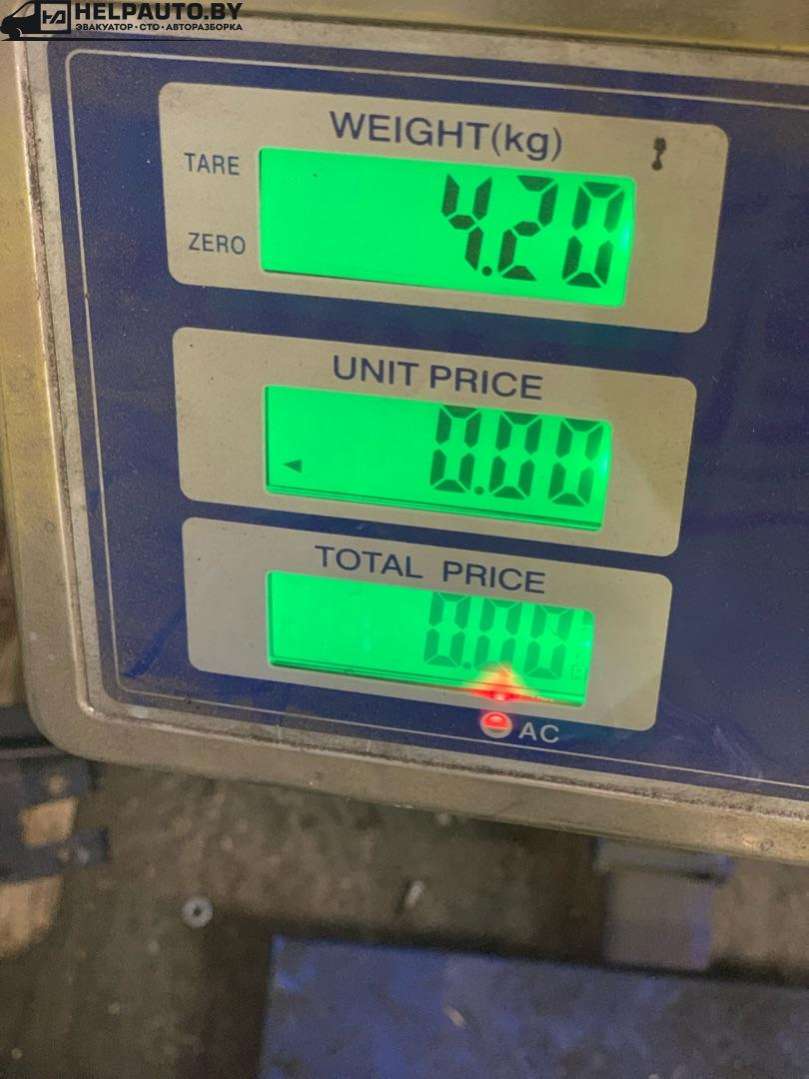 HELPAUTO.BY
ЭВАКУАТОР · СТО · АВТОРАЗБОРКА
WEIGHT(kg)
TARE
4.20
ZERO
UNIT PRICE
0.00
TOTAL PRICE
0.00
AC